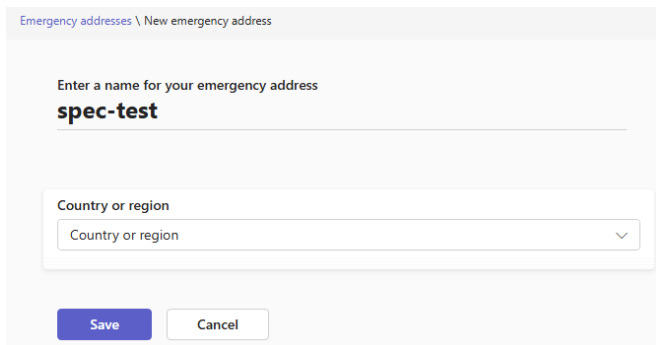 Emergency addresses \ New emergency address
Enter a name for your emergency address
spec-test
Country or region
Country or region
Save Cancel